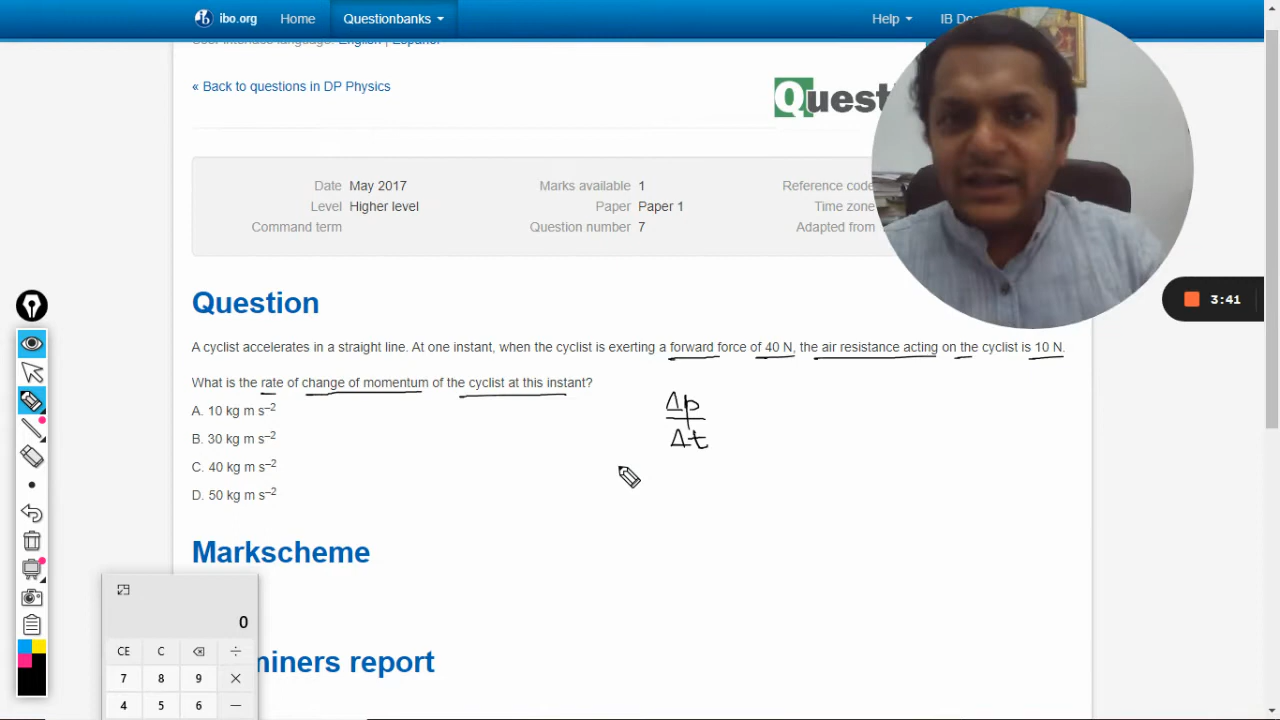 ibo.org Home Questionbanks Help IB
English Español
« Back to questions in DP Physics
Quest
Date May 2017 Marks available 1 Reference code
Level Higher level Paper Paper 1 Time zone
Command term Question number 7 Adapted from
3:41
Question
A cyclist accelerates in a straight line. At one instant, when the cyclist is exerting a forward force of 40 N, the air resistance acting on the cyclist is 10 N.
What is the rate of change of momentum of the cyclist at this instant?
Δp
Δt
A. 10 kg m s⁻²
B. 30 kg m s⁻²
C. 40 kg m s⁻²
D. 50 kg m s⁻²
Markscheme
0
CE C ⌫ ÷
miners report
7 8 9 ×
4 5 6 −